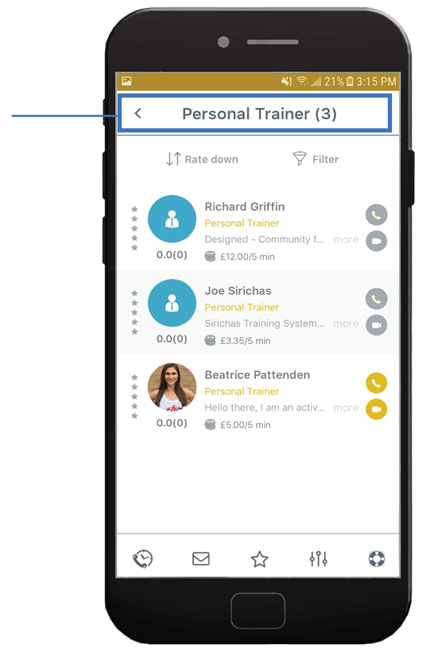 21% 3:15 PM
Personal Trainer (3)
Rate down Filter
Richard Griffin
Personal Trainer
Designed - Community f... more
0.0(0) £12.00/5 min
Joe Sirichas
Personal Trainer
Sirichas Training System... more
0.0(0) £3.35/5 min
Beatrice Pattenden
Personal Trainer
Hello there, I am an activ... more
0.0(0) £5.00/5 min